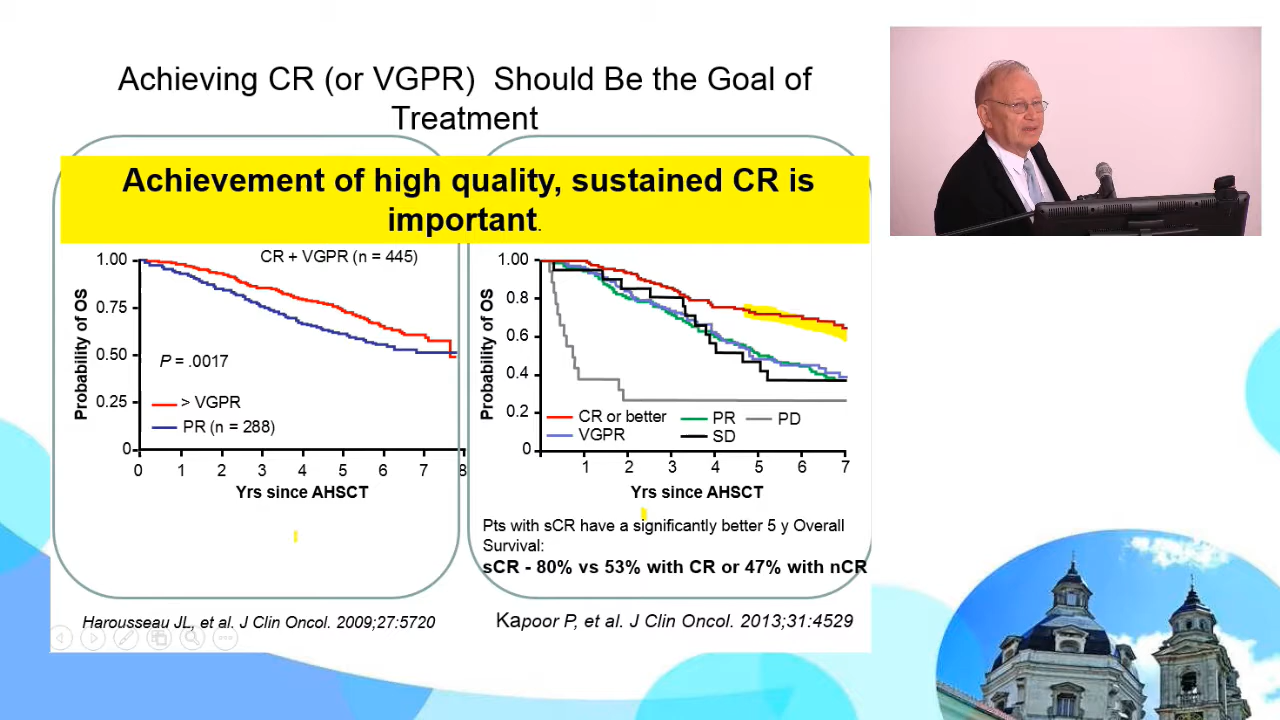 Achieving CR (or VGPR) Should Be the Goal of
Treatment
Achievement of high quality, sustained CR is
important.
CR + VGPR (n = 445)
1.00
0.75
0.50
0.25
0
Probability of OS
P = .0017
> VGPR
PR (n = 288)
0 1 2 3 4 5 6 7 8
Yrs since AHSCT
1.00
0.8
0.6
0.4
0.2
0
Probability of OS
CR or better PR PD
VGPR SD
1 2 3 4 5 6 7
Yrs since AHSCT
Pts with sCR have a significantly better 5 y Overall
Survival:
sCR - 80% vs 53% with CR or 47% with nCR
Harousseau JL, et al. J Clin Oncol. 2009;27:5720
Kapoor P, et al. J Clin Oncol. 2013;31:4529